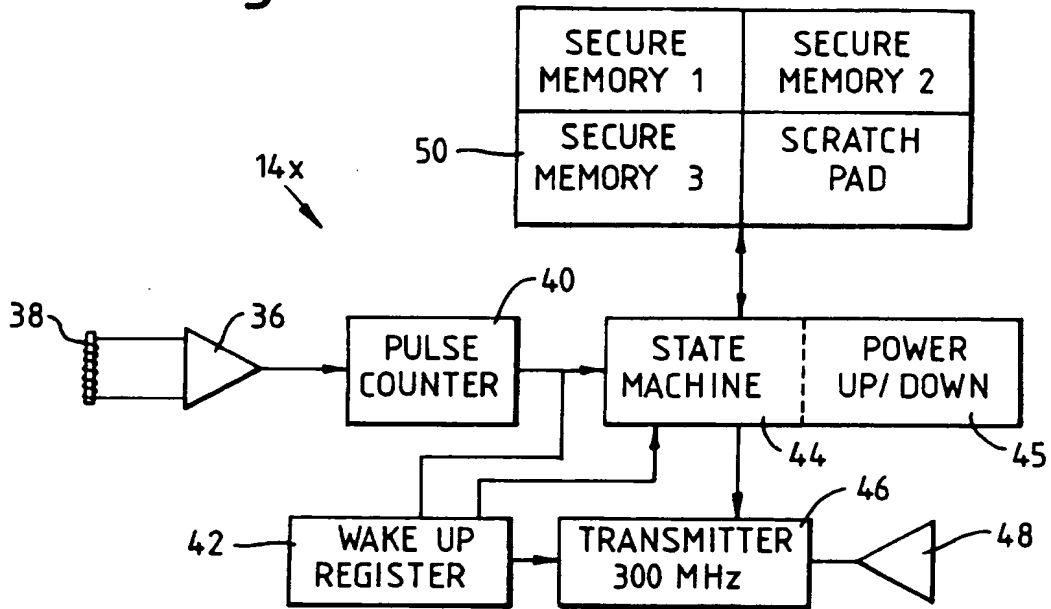 SECURE MEMORY 1
SECURE MEMORY 2
50
SECURE MEMORY 3
SCRATCH PAD
14x
38
36
40
PULSE COUNTER
STATE MACHINE
POWER UP/DOWN
44
45
42
WAKE UP REGISTER
46
TRANSMITTER
300 MHz
48